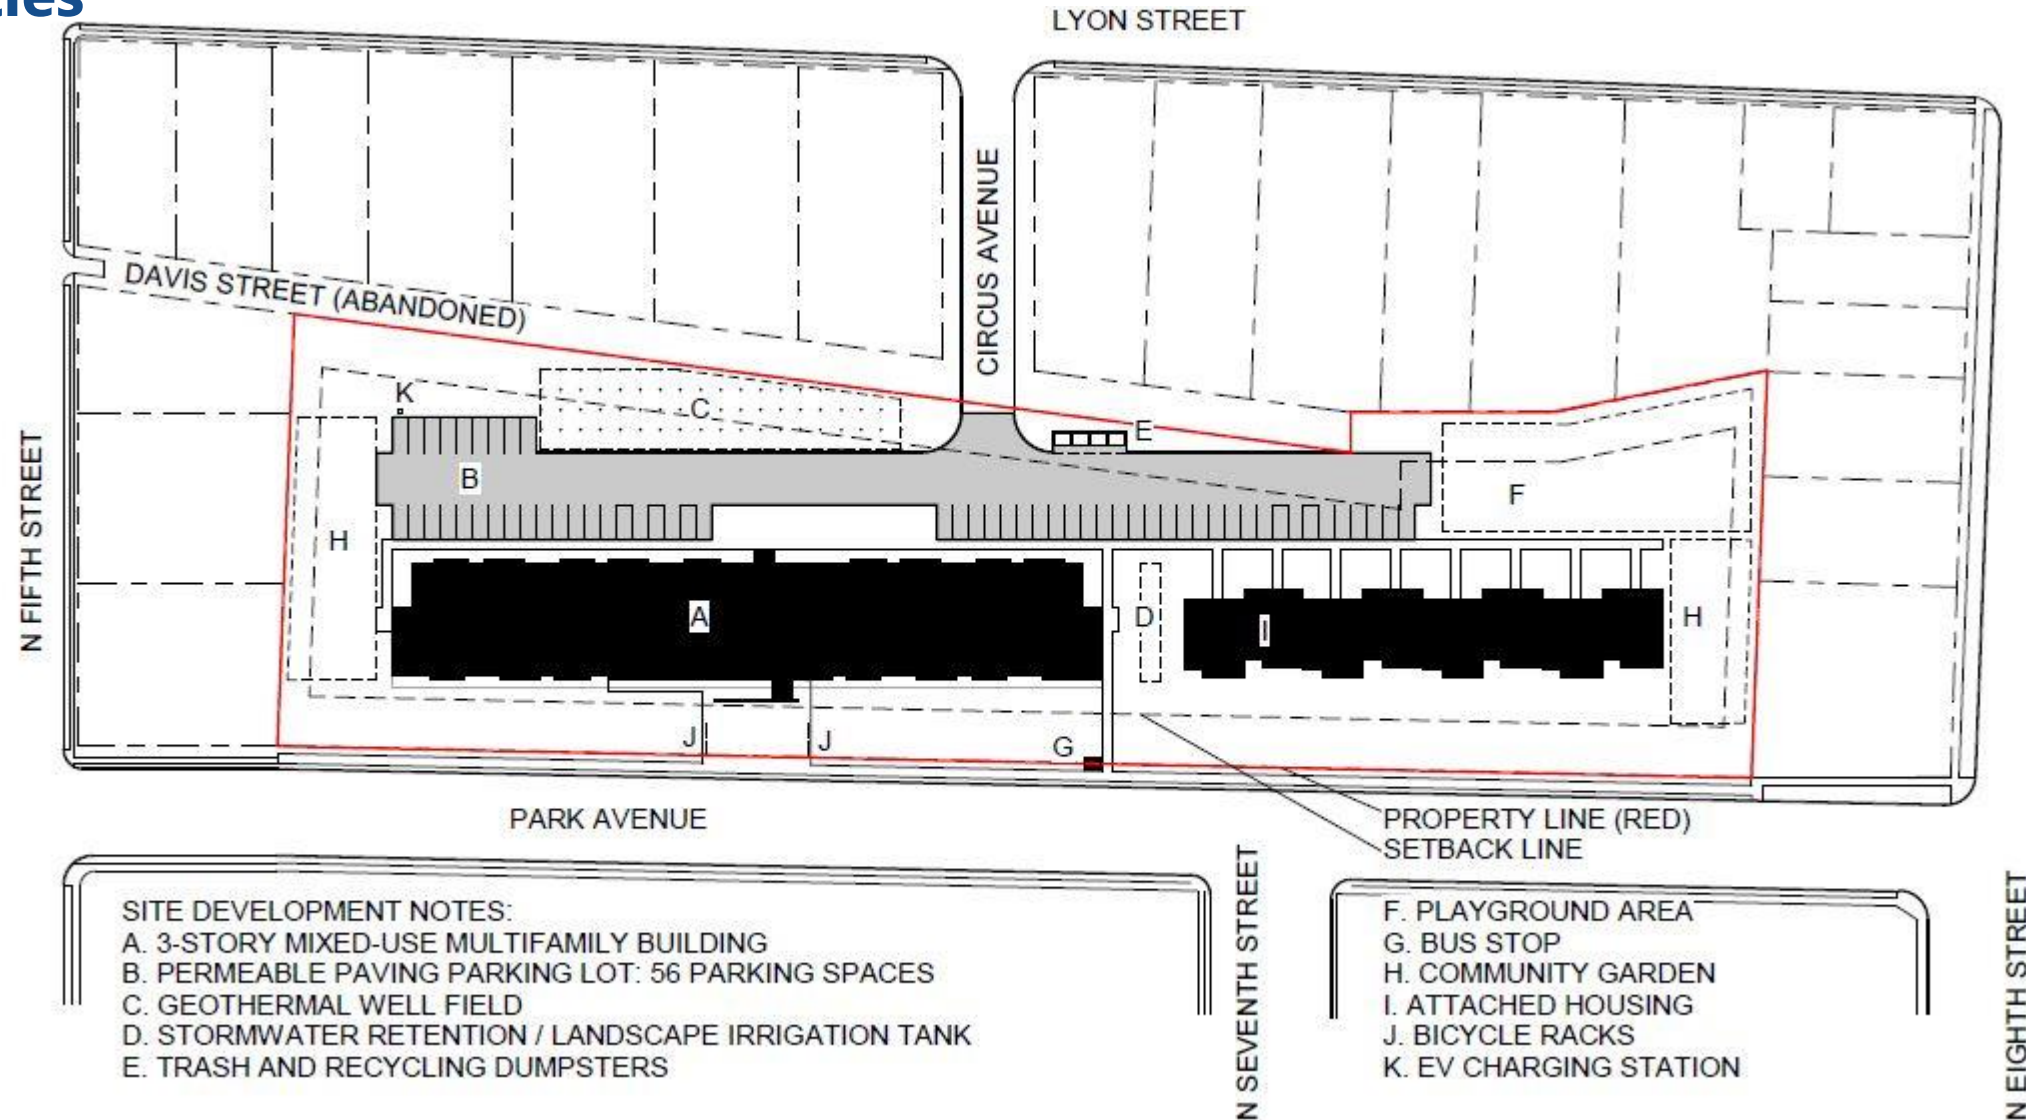 LYON STREET
CIRCUS AVENUE
DAVIS STREET (ABANDONED)
K
C
E
B
F
H
N FIFTH STREET
A
D
I
H
J
J
G
PARK AVENUE
PROPERTY LINE (RED)
SETBACK LINE
SITE DEVELOPMENT NOTES:
A. 3-STORY MIXED-USE MULTIFAMILY BUILDING
B. PERMEABLE PAVING PARKING LOT: 56 PARKING SPACES
C. GEOTHERMAL WELL FIELD
D. STORMWATER RETENTION / LANDSCAPE IRRIGATION TANK
E. TRASH AND RECYCLING DUMPSTERS
N SEVENTH STREET
F. PLAYGROUND AREA
G. BUS STOP
H. COMMUNITY GARDEN
I. ATTACHED HOUSING
J. BICYCLE RACKS
K. EV CHARGING STATION
N EIGHTH STREET